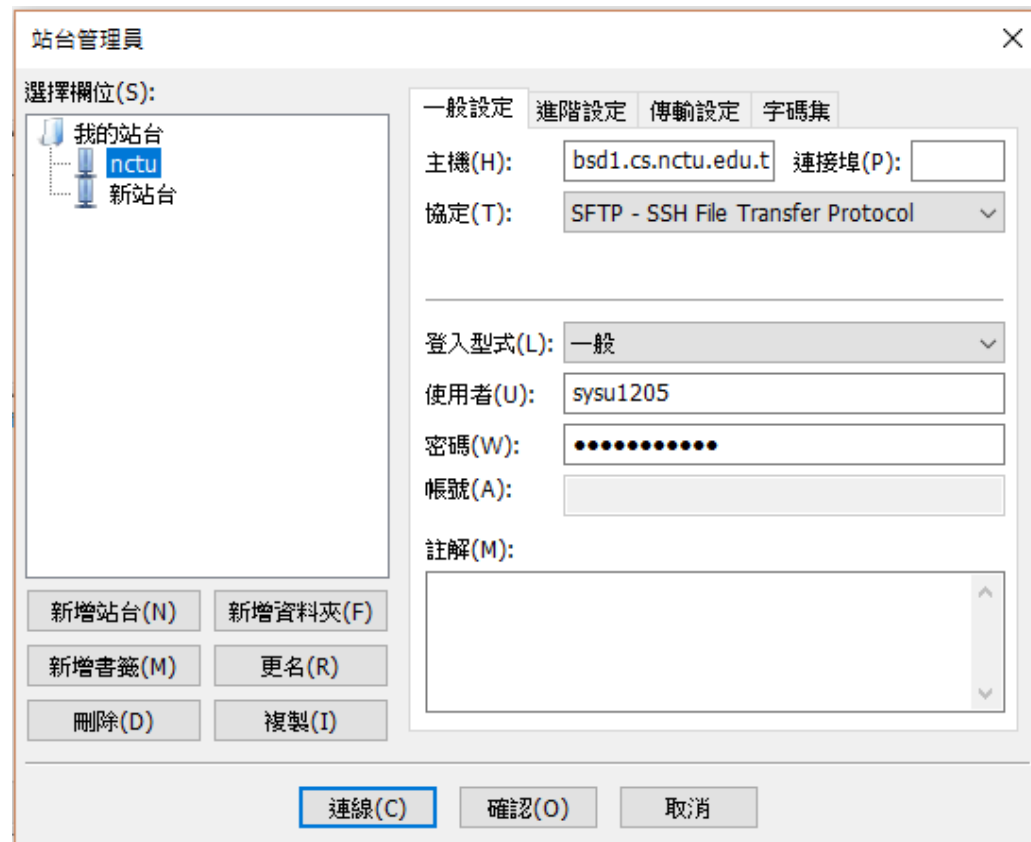 站台管理員
選擇欄位(S):
我的站台
nctu
新站台
新增站台(N) 新增資料夾(F)
新增書籤(M) 更名(R)
刪除(D) 複製(I)
一般設定 進階設定 傳輸設定 字碼集
主機(H): bsd1.cs.nctu.edu.t 連接埠(P):
協定(T): SFTP - SSH File Transfer Protocol
登入型式(L): 一般
使用者(U): sysu1205
密碼(W): ●●●●●●●●●●●
帳號(A):
註解(M):
連線(C) 確認(O) 取消